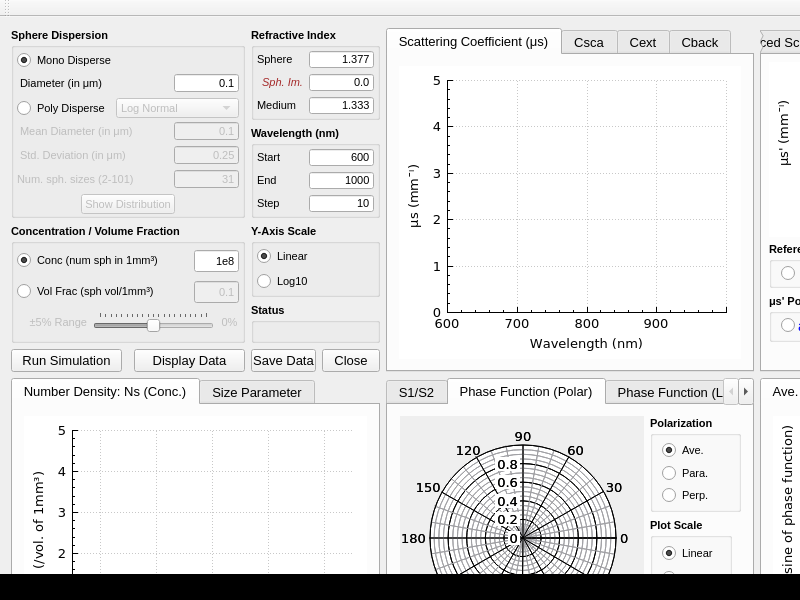 Sphere Dispersion
Mono Disperse
Diameter (in μm)
0.1
Poly Disperse
Log Normal
Mean Diameter (in μm)
0.1
Std. Deviation (in μm)
0.25
Num. sph. sizes (2-101)
31
Show Distribution
Concentration / Volume Fraction
Conc (num sph in 1mm³)
1e8
Vol Frac (sph vol/1mm³)
0.1
±5% Range
0%
Run Simulation
Display Data
Save Data
Close
Refractive Index
Sphere
1.377
Sph. Im.
0.0
Medium
1.333
Wavelength (nm)
Start
600
End
1000
Step
10
Y-Axis Scale
Linear
Log10
Status
Scattering Coefficient (μs)
Csca
Cext
Cback
5
4
3
2
1
0
μs (mm⁻¹)
600
700
800
900
Wavelength (nm)
ced Sc
μs' (mm⁻¹)
Refere
μs' Po
Number Density: Ns (Conc.)
Size Parameter
5
4
3
2
(/vol. of 1mm³)
S1/S2
Phase Function (Polar)
Phase Function (L
90
120
60
150
30
180
0
0.8
0.6
0.4
0.2
0
Polarization
Ave.
Para.
Perp.
Plot Scale
Linear
Ave.
sine of phase function)